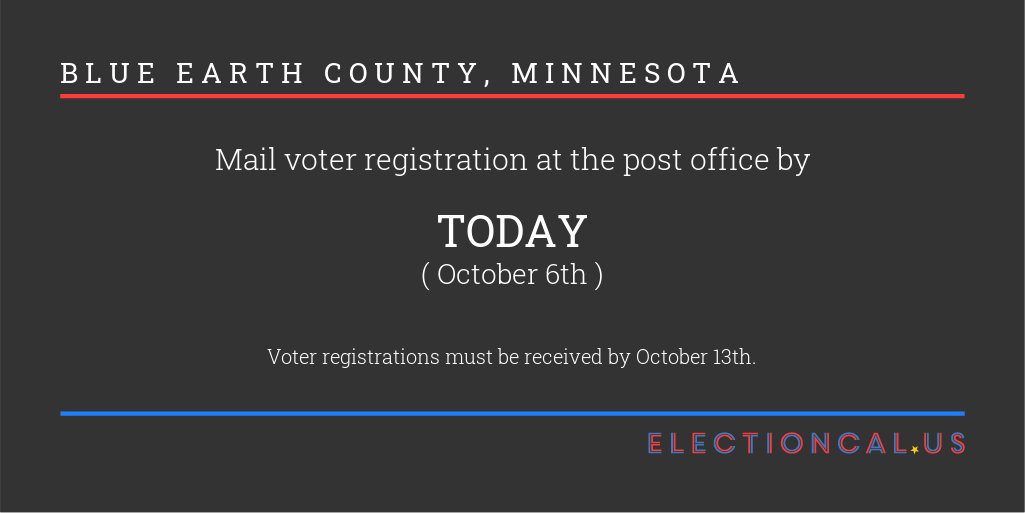 BLUE EARTH COUNTY, MINNESOTA
Mail voter registration at the post office by
TODAY
( October 6th )
Voter registrations must be received by October 13th.
ELECTIONCAL.US